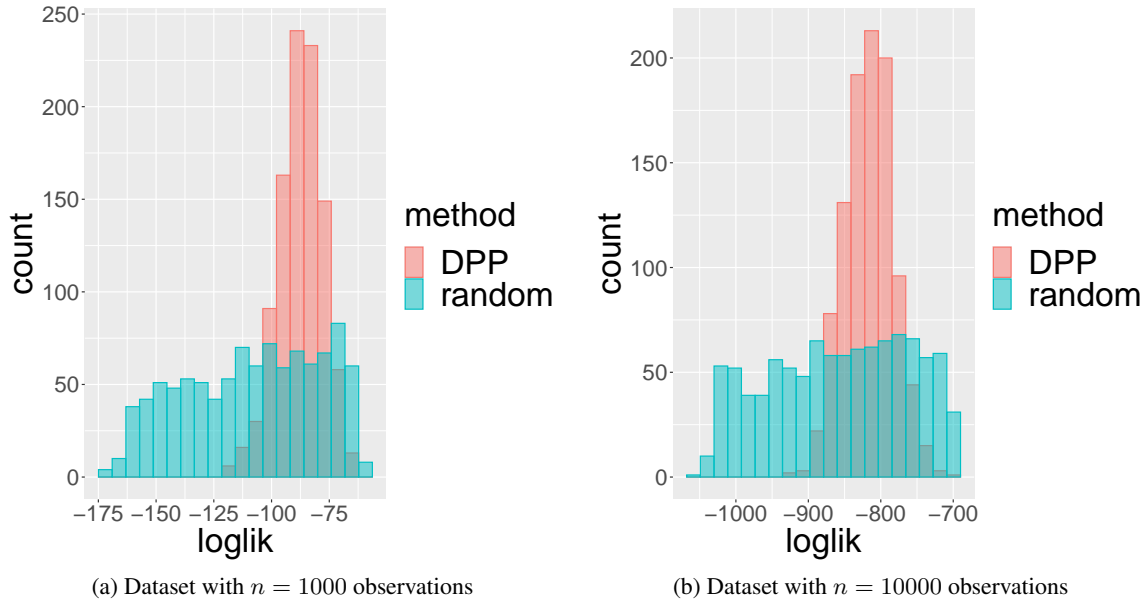 250
200
150
100
50
0
count
−175 −150 −125 −100 −75
loglik
method
DPP
random
(a) Dataset with n = 1000 observations
200
150
100
50
0
count
−1000 −900 −800 −700
loglik
method
DPP
random
(b) Dataset with n = 10000 observations